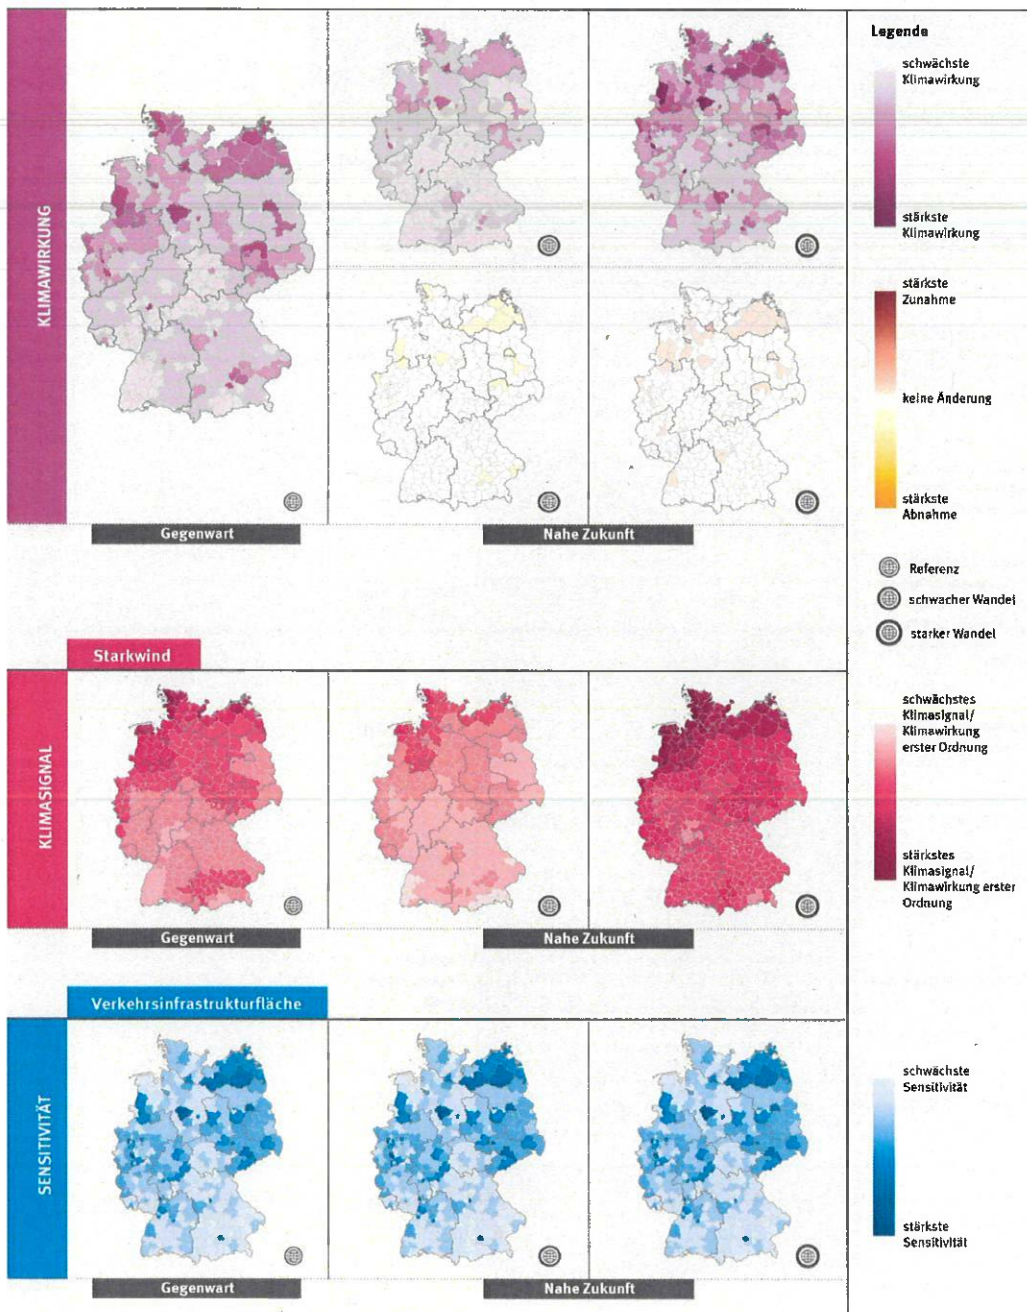 KLIMAWIRKUNG
Gegenwart
Nahe Zukunft
Starkwind
KLIMASIGNAL
Gegenwart
Nahe Zukunft
Verkehrsinfrastrukturfläche
SENSITIVITÄT
Gegenwart
Nahe Zukunft
Legende
schwächste
Klimawirkung
stärkste
Klimawirkung
stärkste
Zunahme
keine Änderung
stärkste
Abnahme
Referenz
schwacher Wandel
starker Wandel
schwächstes
Klimasignal/
Klimawirkung
erster Ordnung
stärkstes
Klimasignal/
Klimawirkung erster
Ordnung
schwächste
Sensitivität
stärkste
Sensitivität